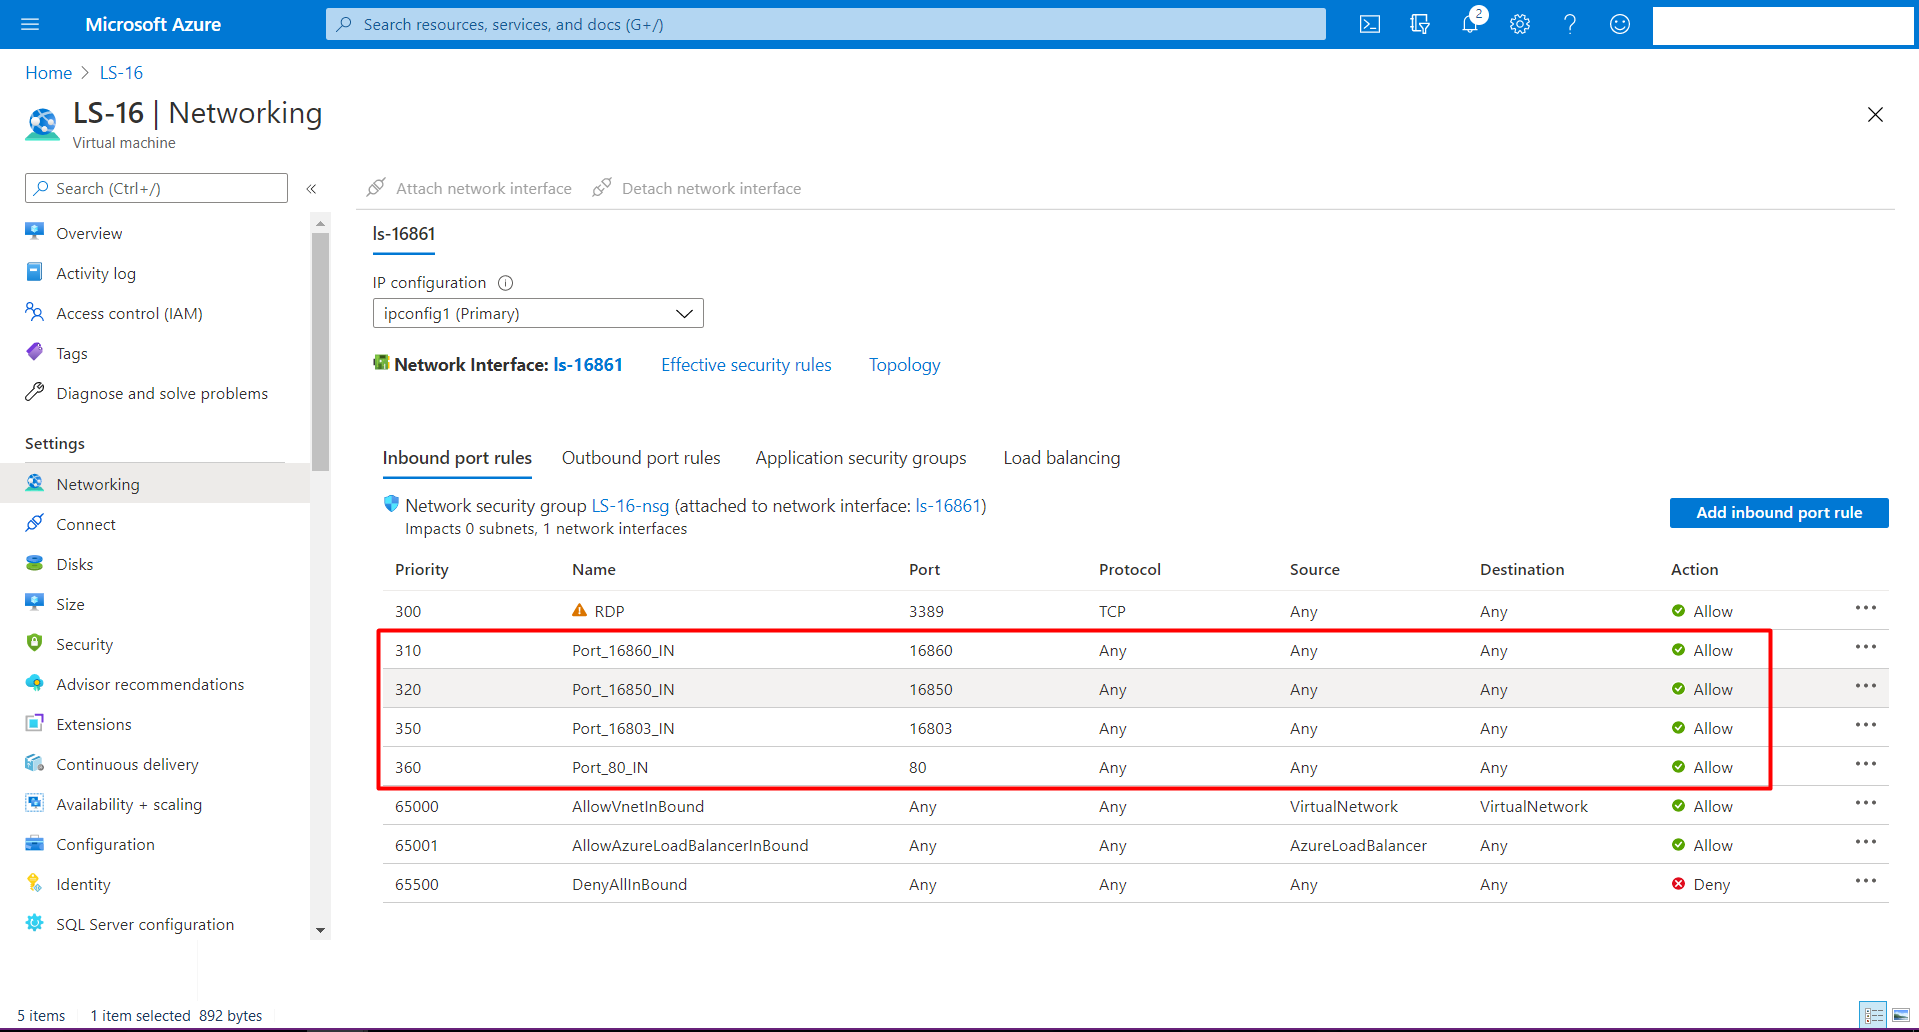 Microsoft Azure
Search resources, services, and docs (G+/)
2
Home > LS-16
LS-16 | Networking
Virtual machine
Search (Ctrl+/)
«
Overview
Activity log
Access control (IAM)
Tags
Diagnose and solve problems
Settings
Networking
Connect
Disks
Size
Security
Advisor recommendations
Extensions
Continuous delivery
Availability + scaling
Configuration
Identity
SQL Server configuration
Attach network interface Detach network interface
ls-16861
IP configuration
ipconfig1 (Primary)
Network Interface: ls-16861 Effective security rules Topology
Inbound port rules Outbound port rules Application security groups Load balancing
Network security group LS-16-nsg (attached to network interface: ls-16861)
Impacts 0 subnets, 1 network interfaces
Add inbound port rule
Priority Name Port Protocol Source Destination Action
300 RDP 3389 TCP Any Any Allow
310 Port_16860_IN 16860 Any Any Any Allow
320 Port_16850_IN 16850 Any Any Any Allow
350 Port_16803_IN 16803 Any Any Any Allow
360 Port_80_IN 80 Any Any Any Allow
65000 AllowVnetInBound Any Any VirtualNetwork VirtualNetwork Allow
65001 AllowAzureLoadBalancerInBound Any Any AzureLoadBalancer Any Allow
65500 DenyAllInBound Any Any Any Any Deny
5 items 1 item selected 892 bytes